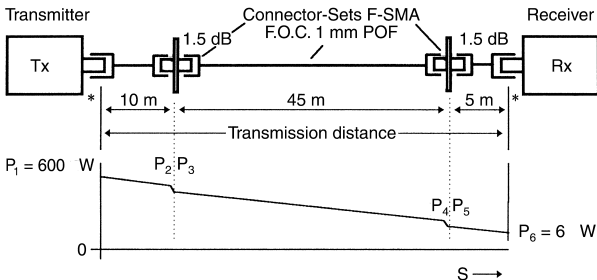 Transmitter
Connector-Sets F-SMA
Receiver
1.5 dB
F.O.C. 1 mm POF
1.5 dB
Tx
Rx
*
10 m
45 m
5 m
*
Transmission distance
P1 = 600 W
P2
P3
P4
P5
P6 = 6 W
0
S